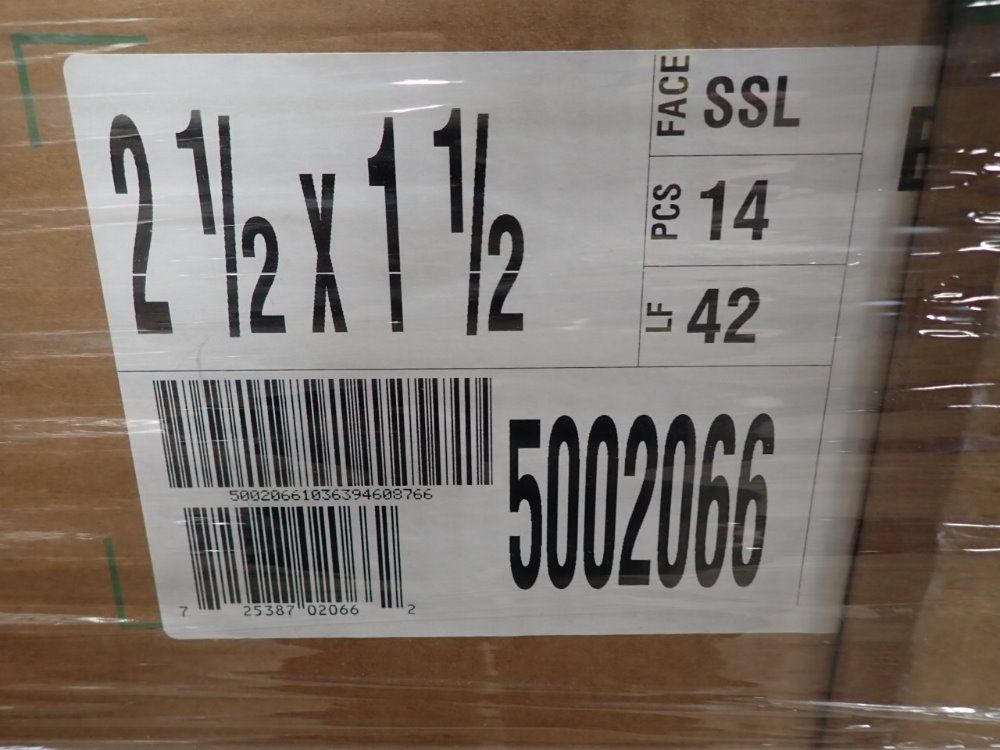 2 1/2 x 1 1/2
FACE SSL
PCS 14
LF 42
50020661036394608766
5002066
7 25387 02066 2